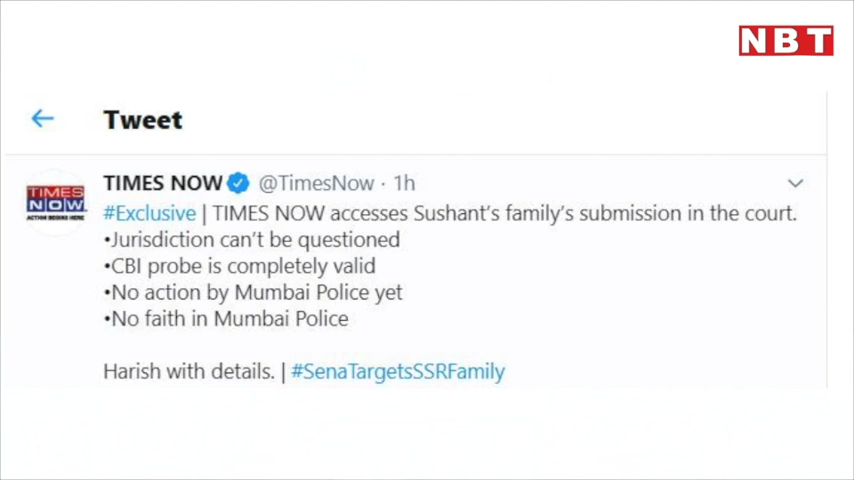 NBT
Tweet
TIMES NOW @TimesNow · 1h
TIMES
NOW
ACTION BEGINS HERE
#Exclusive | TIMES NOW accesses Sushant's family's submission in the court.
•Jurisdiction can't be questioned
•CBI probe is completely valid
•No action by Mumbai Police yet
•No faith in Mumbai Police
Harish with details. | #SenaTargetsSSRFamily